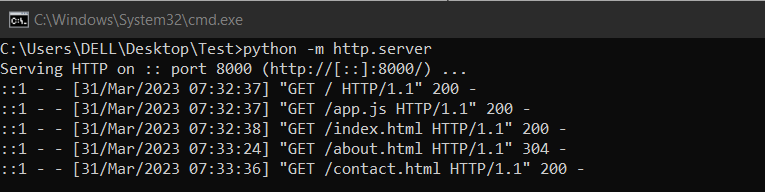 C:\Windows\System32\cmd.exe
C:\Users\DELL\Desktop\Test>python -m http.server
Serving HTTP on :: port 8000 (http://[::]:8000/) ...
::1 - - [31/Mar/2023 07:32:37] "GET / HTTP/1.1" 200 -
::1 - - [31/Mar/2023 07:32:37] "GET /app.js HTTP/1.1" 200 -
::1 - - [31/Mar/2023 07:32:38] "GET /index.html HTTP/1.1" 200 -
::1 - - [31/Mar/2023 07:33:24] "GET /about.html HTTP/1.1" 304 -
::1 - - [31/Mar/2023 07:33:36] "GET /contact.html HTTP/1.1" 200 -